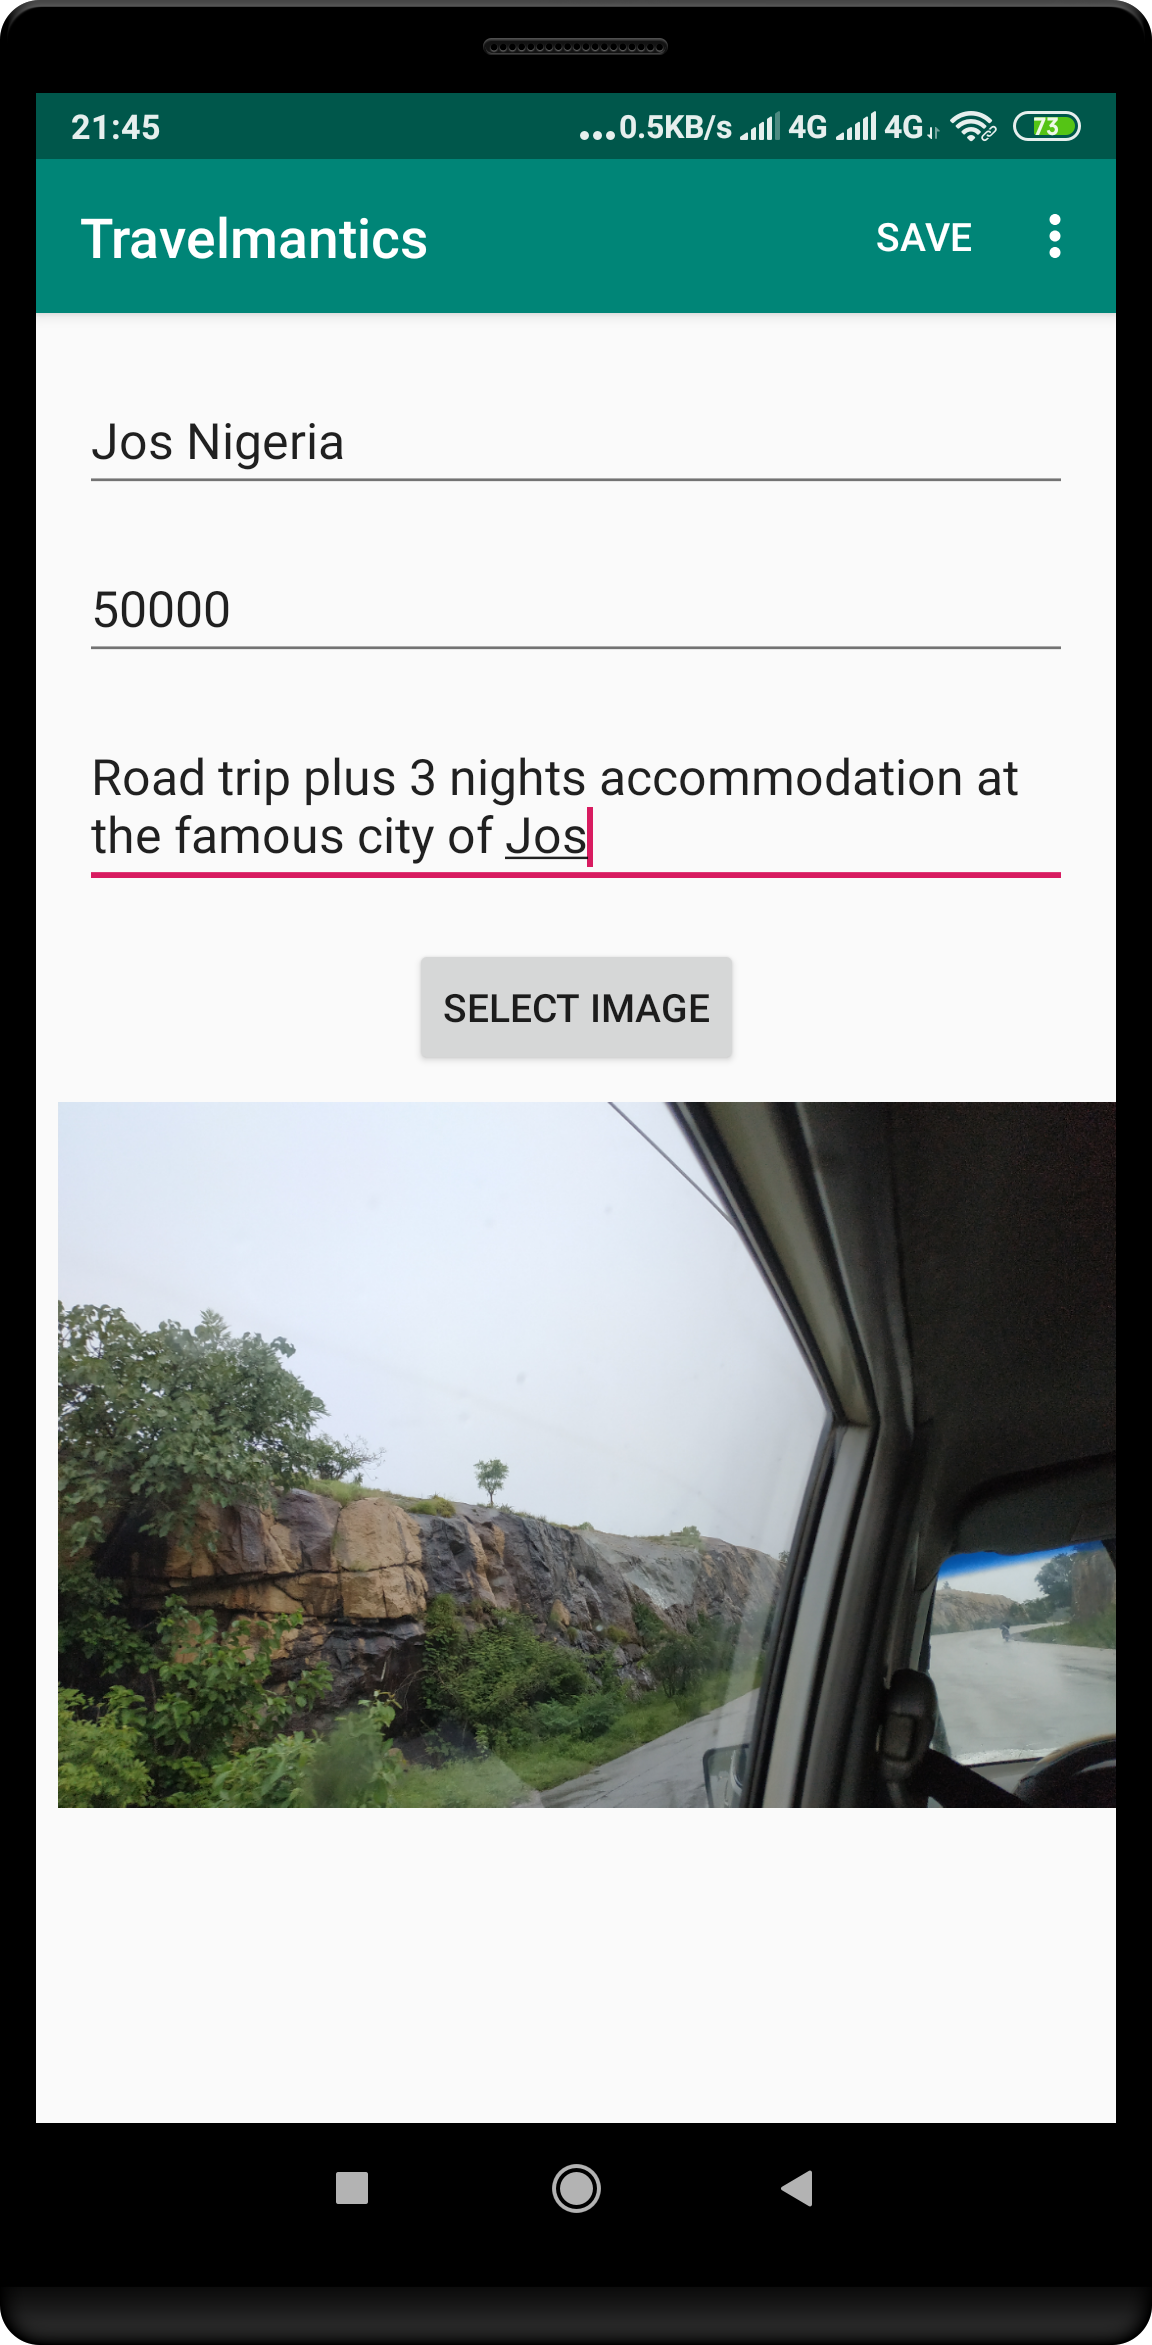 21:45 ...0.5KB/s 4G 4G 73
Travelmantics SAVE
Jos Nigeria
50000
Road trip plus 3 nights accommodation at
the famous city of Jos
SELECT IMAGE